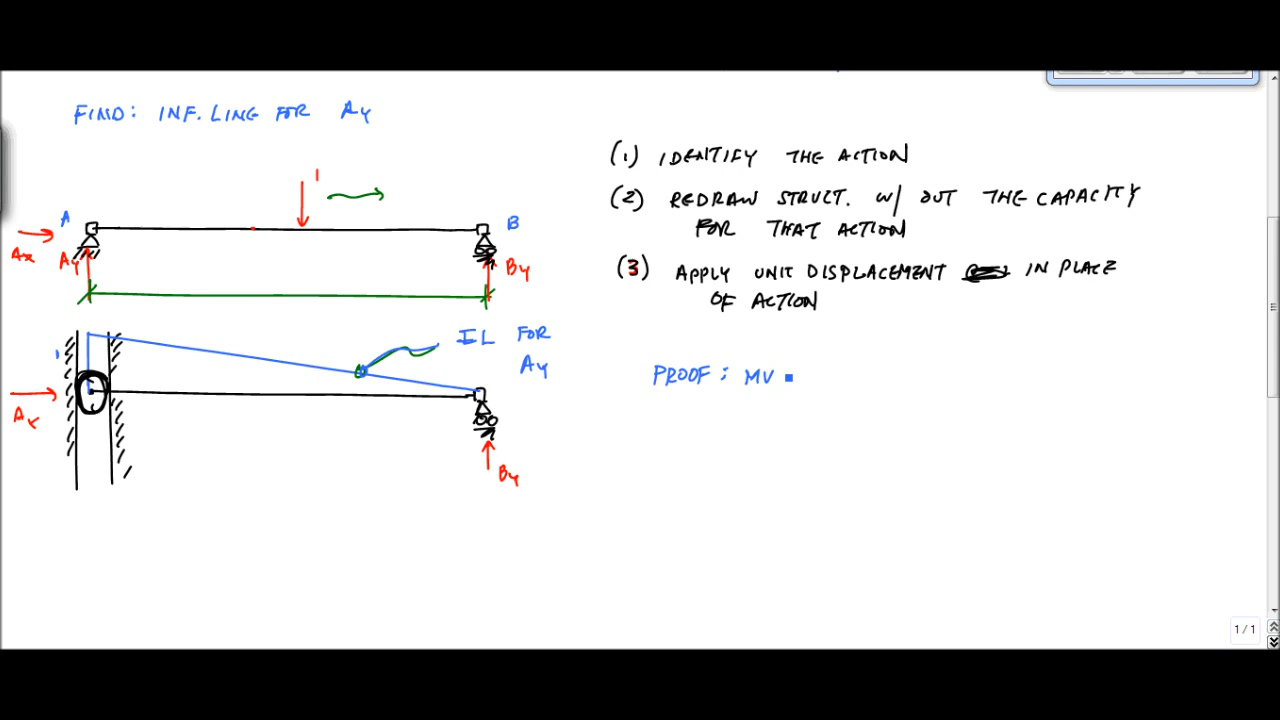 FIND: INF. LINE FOR Ay
(1) IDENTIFY THE ACTION
(2) REDRAW STRUCT. W/ OUT THE CAPACITY
FOR THAT ACTION
(3) APPLY UNIT DISPLACEMENT IN PLACE
OF ACTION
1
A
B
Ax
Ay
By
IL FOR
Ay
1
Ax
By
PROOF: MV
1 / 1